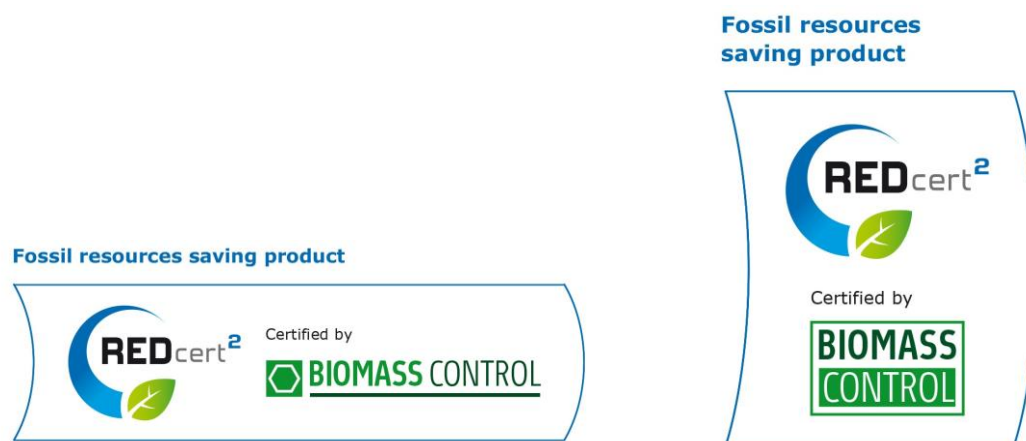 Fossil resources saving product
REDcert²
Certified by
BIOMASS CONTROL
Fossil resources
saving product
REDcert²
Certified by
BIOMASS
CONTROL